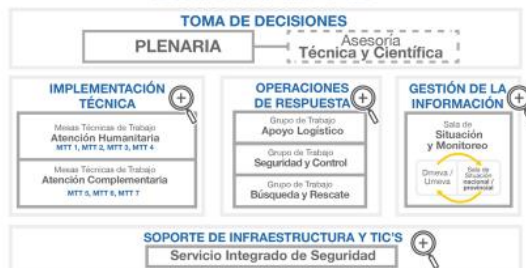 TOMA DE DECISIONES
PLENARIA
Asesoría
Técnica y Científica
IMPLEMENTACIÓN
TÉCNICA
Mesas Técnicas de Trabajo
Atención Humanitaria
MTT 1, MTT 2, MTT 3, MTT 4
Mesas Técnicas de Trabajo
Atención Complementaria
MTT 5, MTT 6, MTT 7
OPERACIONES
DE RESPUESTA
Grupo de Trabajo
Apoyo Logístico
Grupo de Trabajo
Seguridad y Control
Grupo de Trabajo
Búsqueda y Rescate
GESTIÓN DE LA
INFORMACIÓN
Sala de
Situación
y Monitoreo
Dmeva /
Umeva
Sala de
Situación
nacional /
provincial
SOPORTE DE INFRAESTRUCTURA Y TIC'S
Servicio Integrado de Seguridad